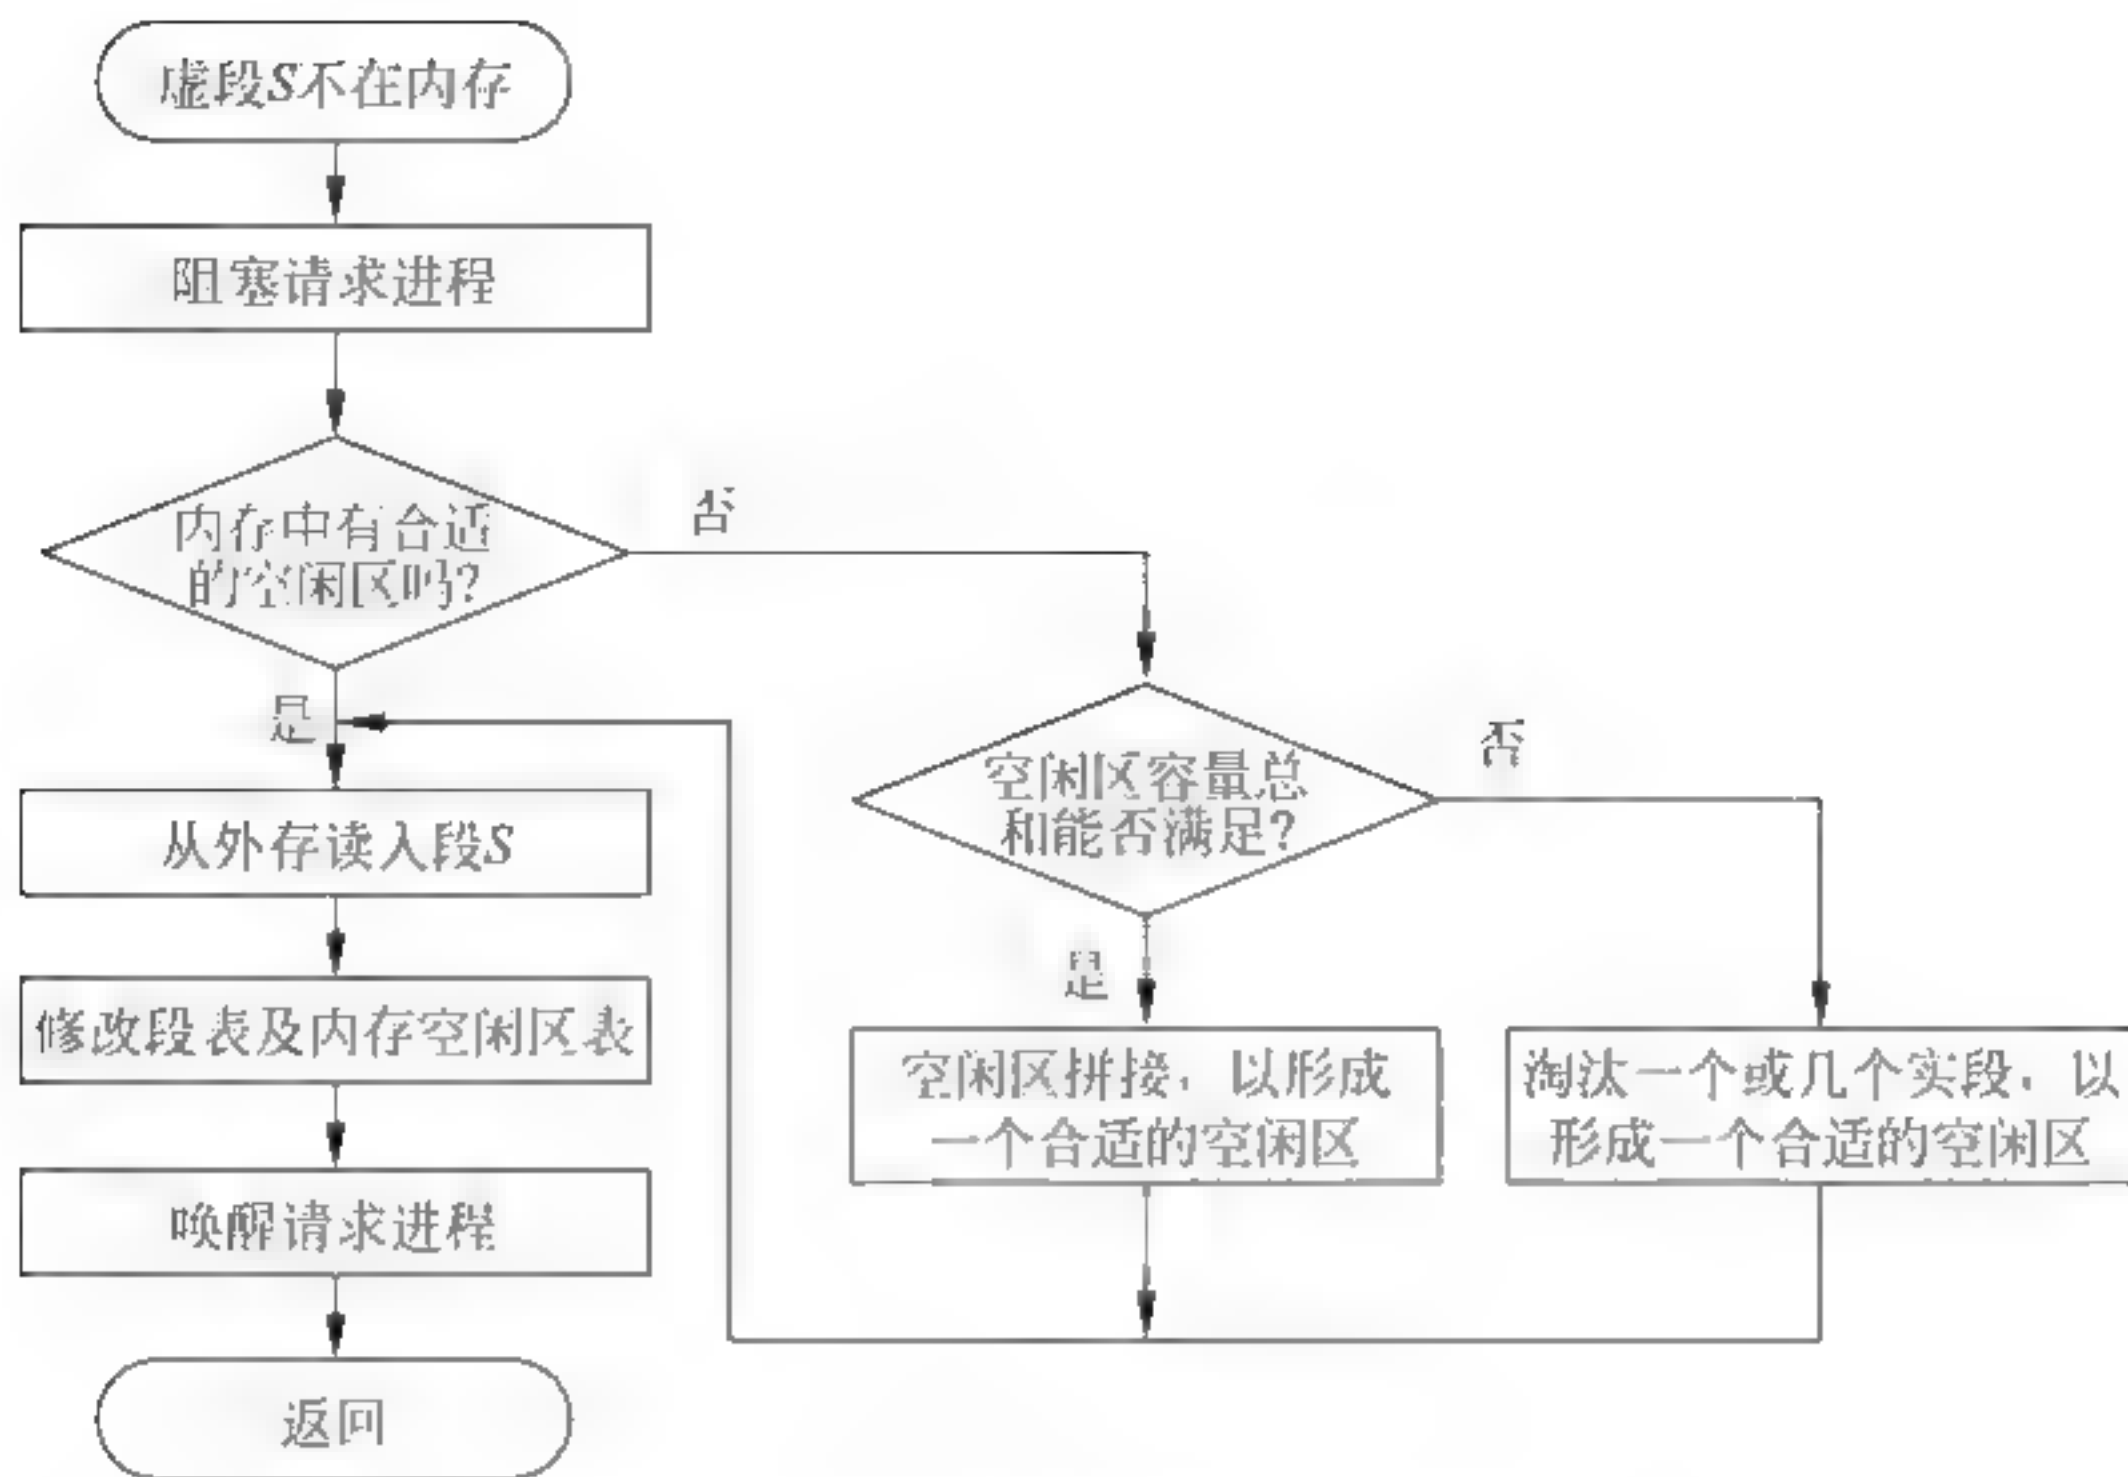 虚段S不在内存
阻塞请求进程
内存中有合适
的空闲区吗?
否
是
空闲区容量总
和能否满足?
否
从外存读入段S
是
修改段表及内存空闲区表
空闲区拼接，以形成
一个合适的空闲区
淘汰一个或几个实段，以
形成一个合适的空闲区
唤醒请求进程
返回